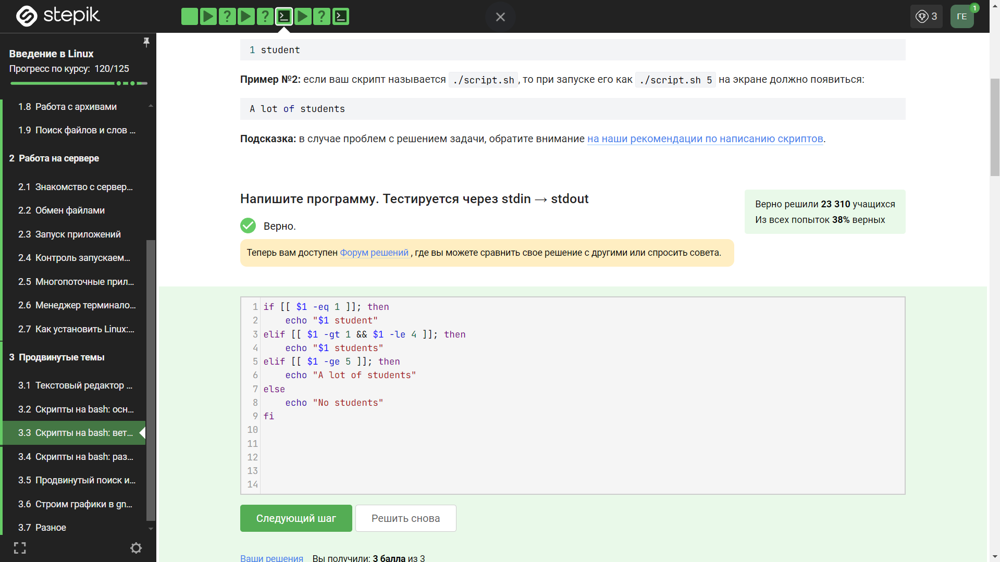 stepik
3
ГЕ
1
Введение в Linux
Прогресс по курсу: 120/125
1.8 Работа с архивами
1.9 Поиск файлов и слов ...
2 Работа на сервере
2.1 Знакомство с сервер...
2.2 Обмен файлами
2.3 Запуск приложений
2.4 Контроль запускаем...
2.5 Многопоточные прил...
2.6 Менеджер терминало...
2.7 Как установить Linux:...
3 Продвинутые темы
3.1 Текстовый редактор ...
3.2 Скрипты на bash: осн...
3.3 Скрипты на bash: вет...
3.4 Скрипты на bash: раз...
3.5 Продвинутый поиск и...
3.6 Строим графики в gn...
3.7 Разное
1 student
Пример №2: если ваш скрипт называется ./script.sh, то при запуске его как ./script.sh 5 на экране должно появиться:
A lot of students
Подсказка: в случае проблем с решением задачи, обратите внимание на наши рекомендации по написанию скриптов.
Напишите программу. Тестируется через stdin → stdout
Верно решили 23 310 учащихся
Из всех попыток 38% верных
Верно.
Теперь вам доступен Форум решений , где вы можете сравнить свое решение с другими или спросить совета.
1 if [[ $1 -eq 1 ]]; then
2     echo "$1 student"
3 elif [[ $1 -gt 1 && $1 -le 4 ]]; then
4     echo "$1 students"
5 elif [[ $1 -ge 5 ]]; then
6     echo "A lot of students"
7 else
8     echo "No students"
9 fi
10
11
12
13
14
Следующий шаг
Решить снова
Ваши решения Вы получили: 3 балла из 3